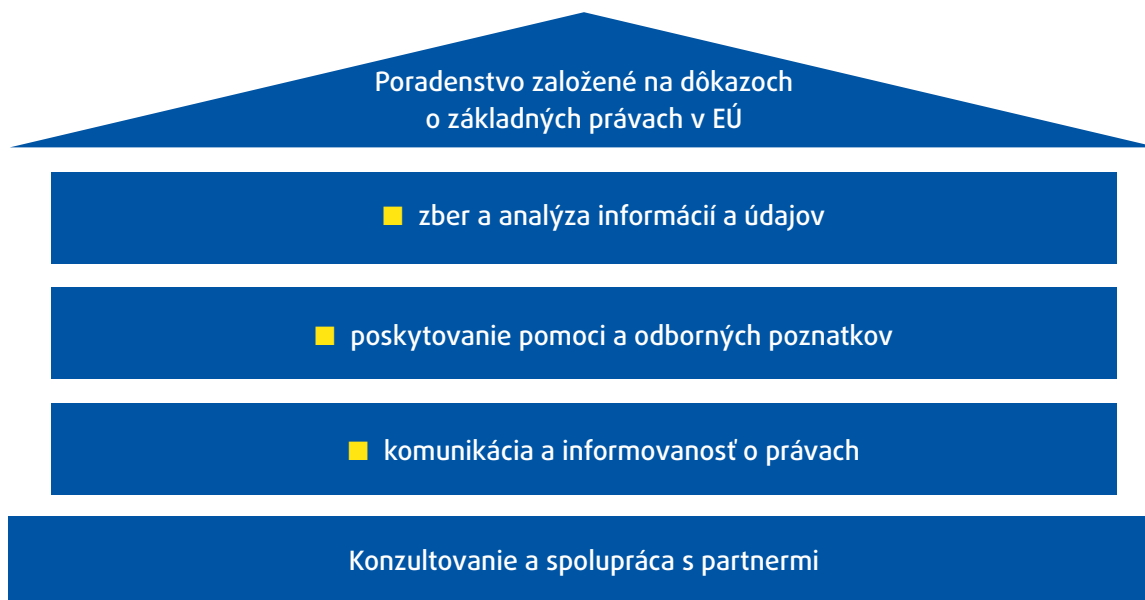 Poradenstvo založené na dôkazoch
o základných právach v EÚ
zber a analýza informácií a údajov
poskytovanie pomoci a odborných poznatkov
komunikácia a informovanosť o právach
Konzultovanie a spolupráca s partnermi